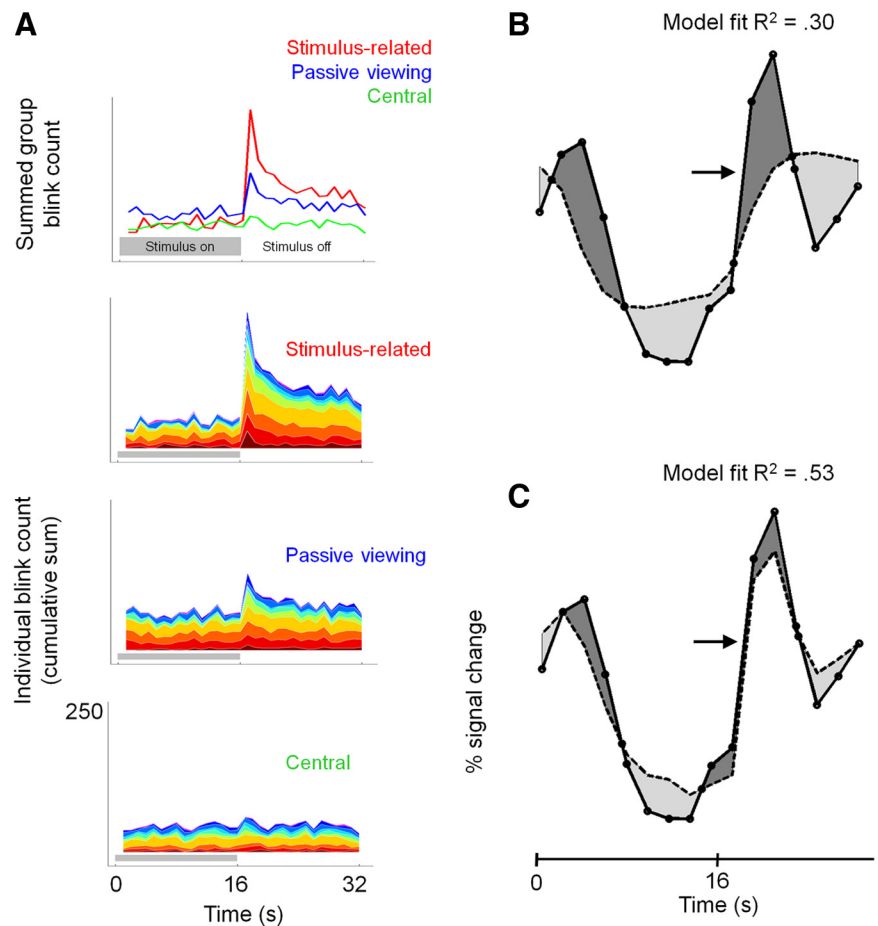 A
Stimulus-related
Passive viewing
Central
Summed group
blink count
Stimulus on
Stimulus off
Stimulus-related
Individual blink count
(cumulative sum)
Passive viewing
250
Central
0
16
32
Time (s)
B
Model fit R² = .30
C
Model fit R² = .53
% signal change
0
16
Time (s)